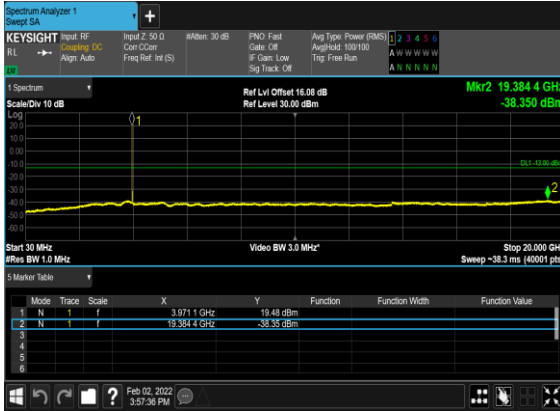 Spectrum Analyzer 1
Swept SA
+
KEYSIGHT
RL
Input: RF
Coupling: DC
Align: Auto
Input Z: 50 Ω
Corr CCorr
Freq Ref: Int (S)
#Atten: 30 dB
PNO: Fast
Gate: Off
IF Gain: Low
Sig Track: Off
Avg Type: Power (RMS)
Avg|Hold: 100/100
Trig: Free Run
1 2 3 4 5 6
A W W W W W
A N N N N N
1 Spectrum
Scale/Div 10 dB
Ref Lvl Offset 16.08 dB
Ref Level 30.00 dBm
Mkr2 19.384 4 GHz
-38.350 dBm
Log
20.0
10.0
0.00
-10.0
-20.0
-30.0
-40.0
-50.0
-60.0
1
DL1 -13.00 dBm
2
Start 30 MHz
#Res BW 1.0 MHz
Video BW 3.0 MHz*
Stop 20.000 GHz
Sweep ~38.3 ms (40001 pts)
5 Marker Table
Mode Trace Scale X Y Function Function Width Function Value
1 N 1 f 3.971 1 GHz 19.48 dBm
2 N 1 f 19.384 4 GHz -38.35 dBm
3
4
5
6
?
Feb 02, 2022
3:57:36 PM